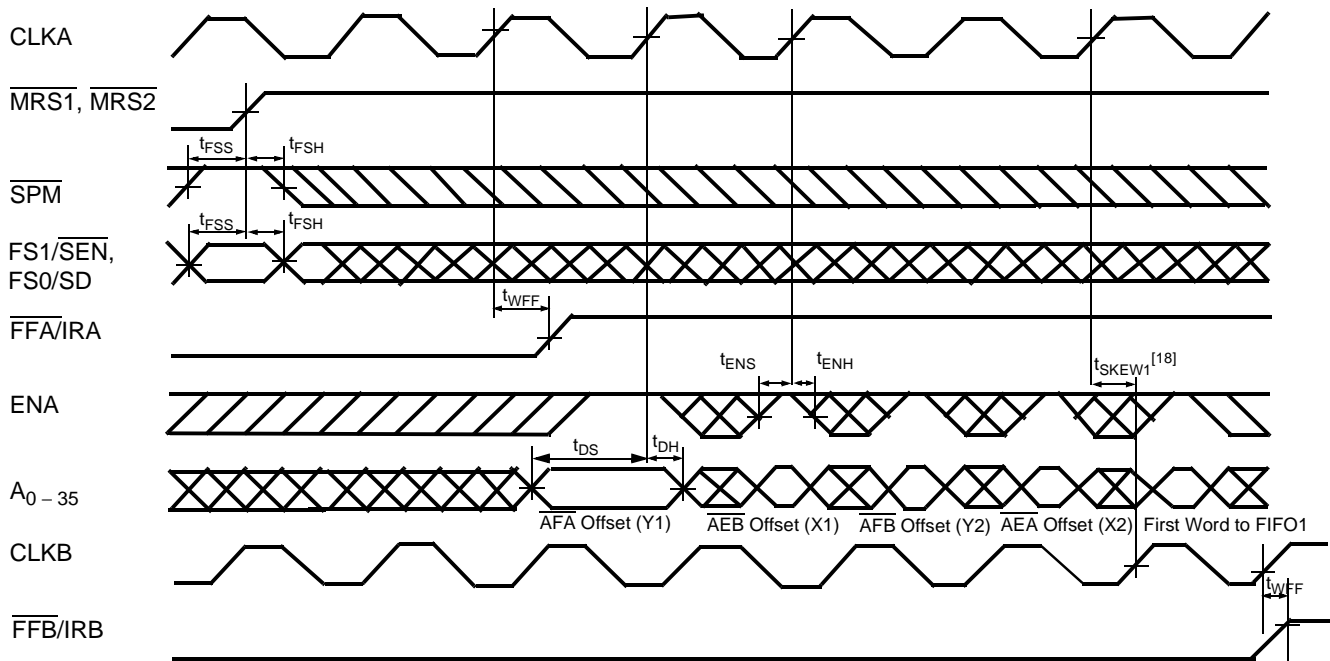 CLKA
MRS1, MRS2
tFSS tFSH
SPM
tFSS tFSH
FS1/SEN,
FS0/SD
tWFF
FFA/IRA
tENS tENH tSKEW1[18]
ENA
tDS tDH
A0 – 35
AFA Offset (Y1) AEB Offset (X1) AFB Offset (Y2) AEA Offset (X2) First Word to FIFO1
CLKB
tWFF
FFB/IRB